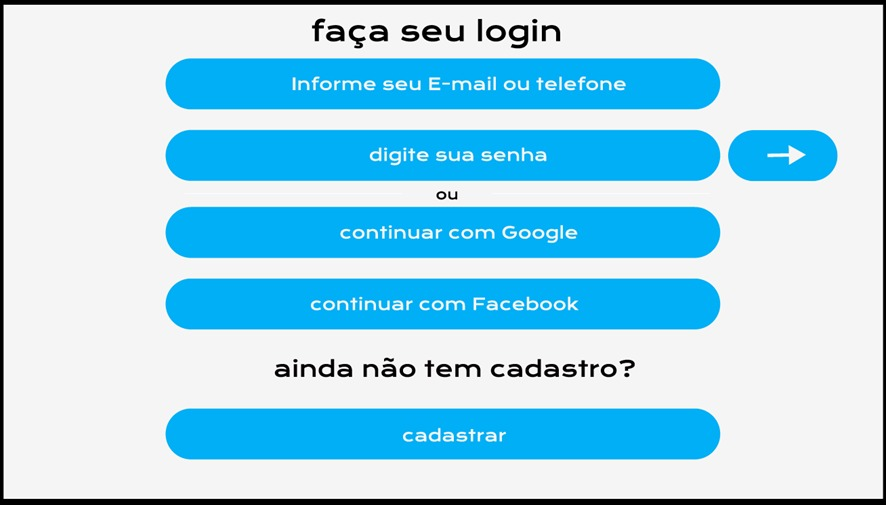 faça seu login
Informe seu E-mail ou telefone
digite sua senha
ou
continuar com Google
continuar com Facebook
ainda não tem cadastro?
cadastrar